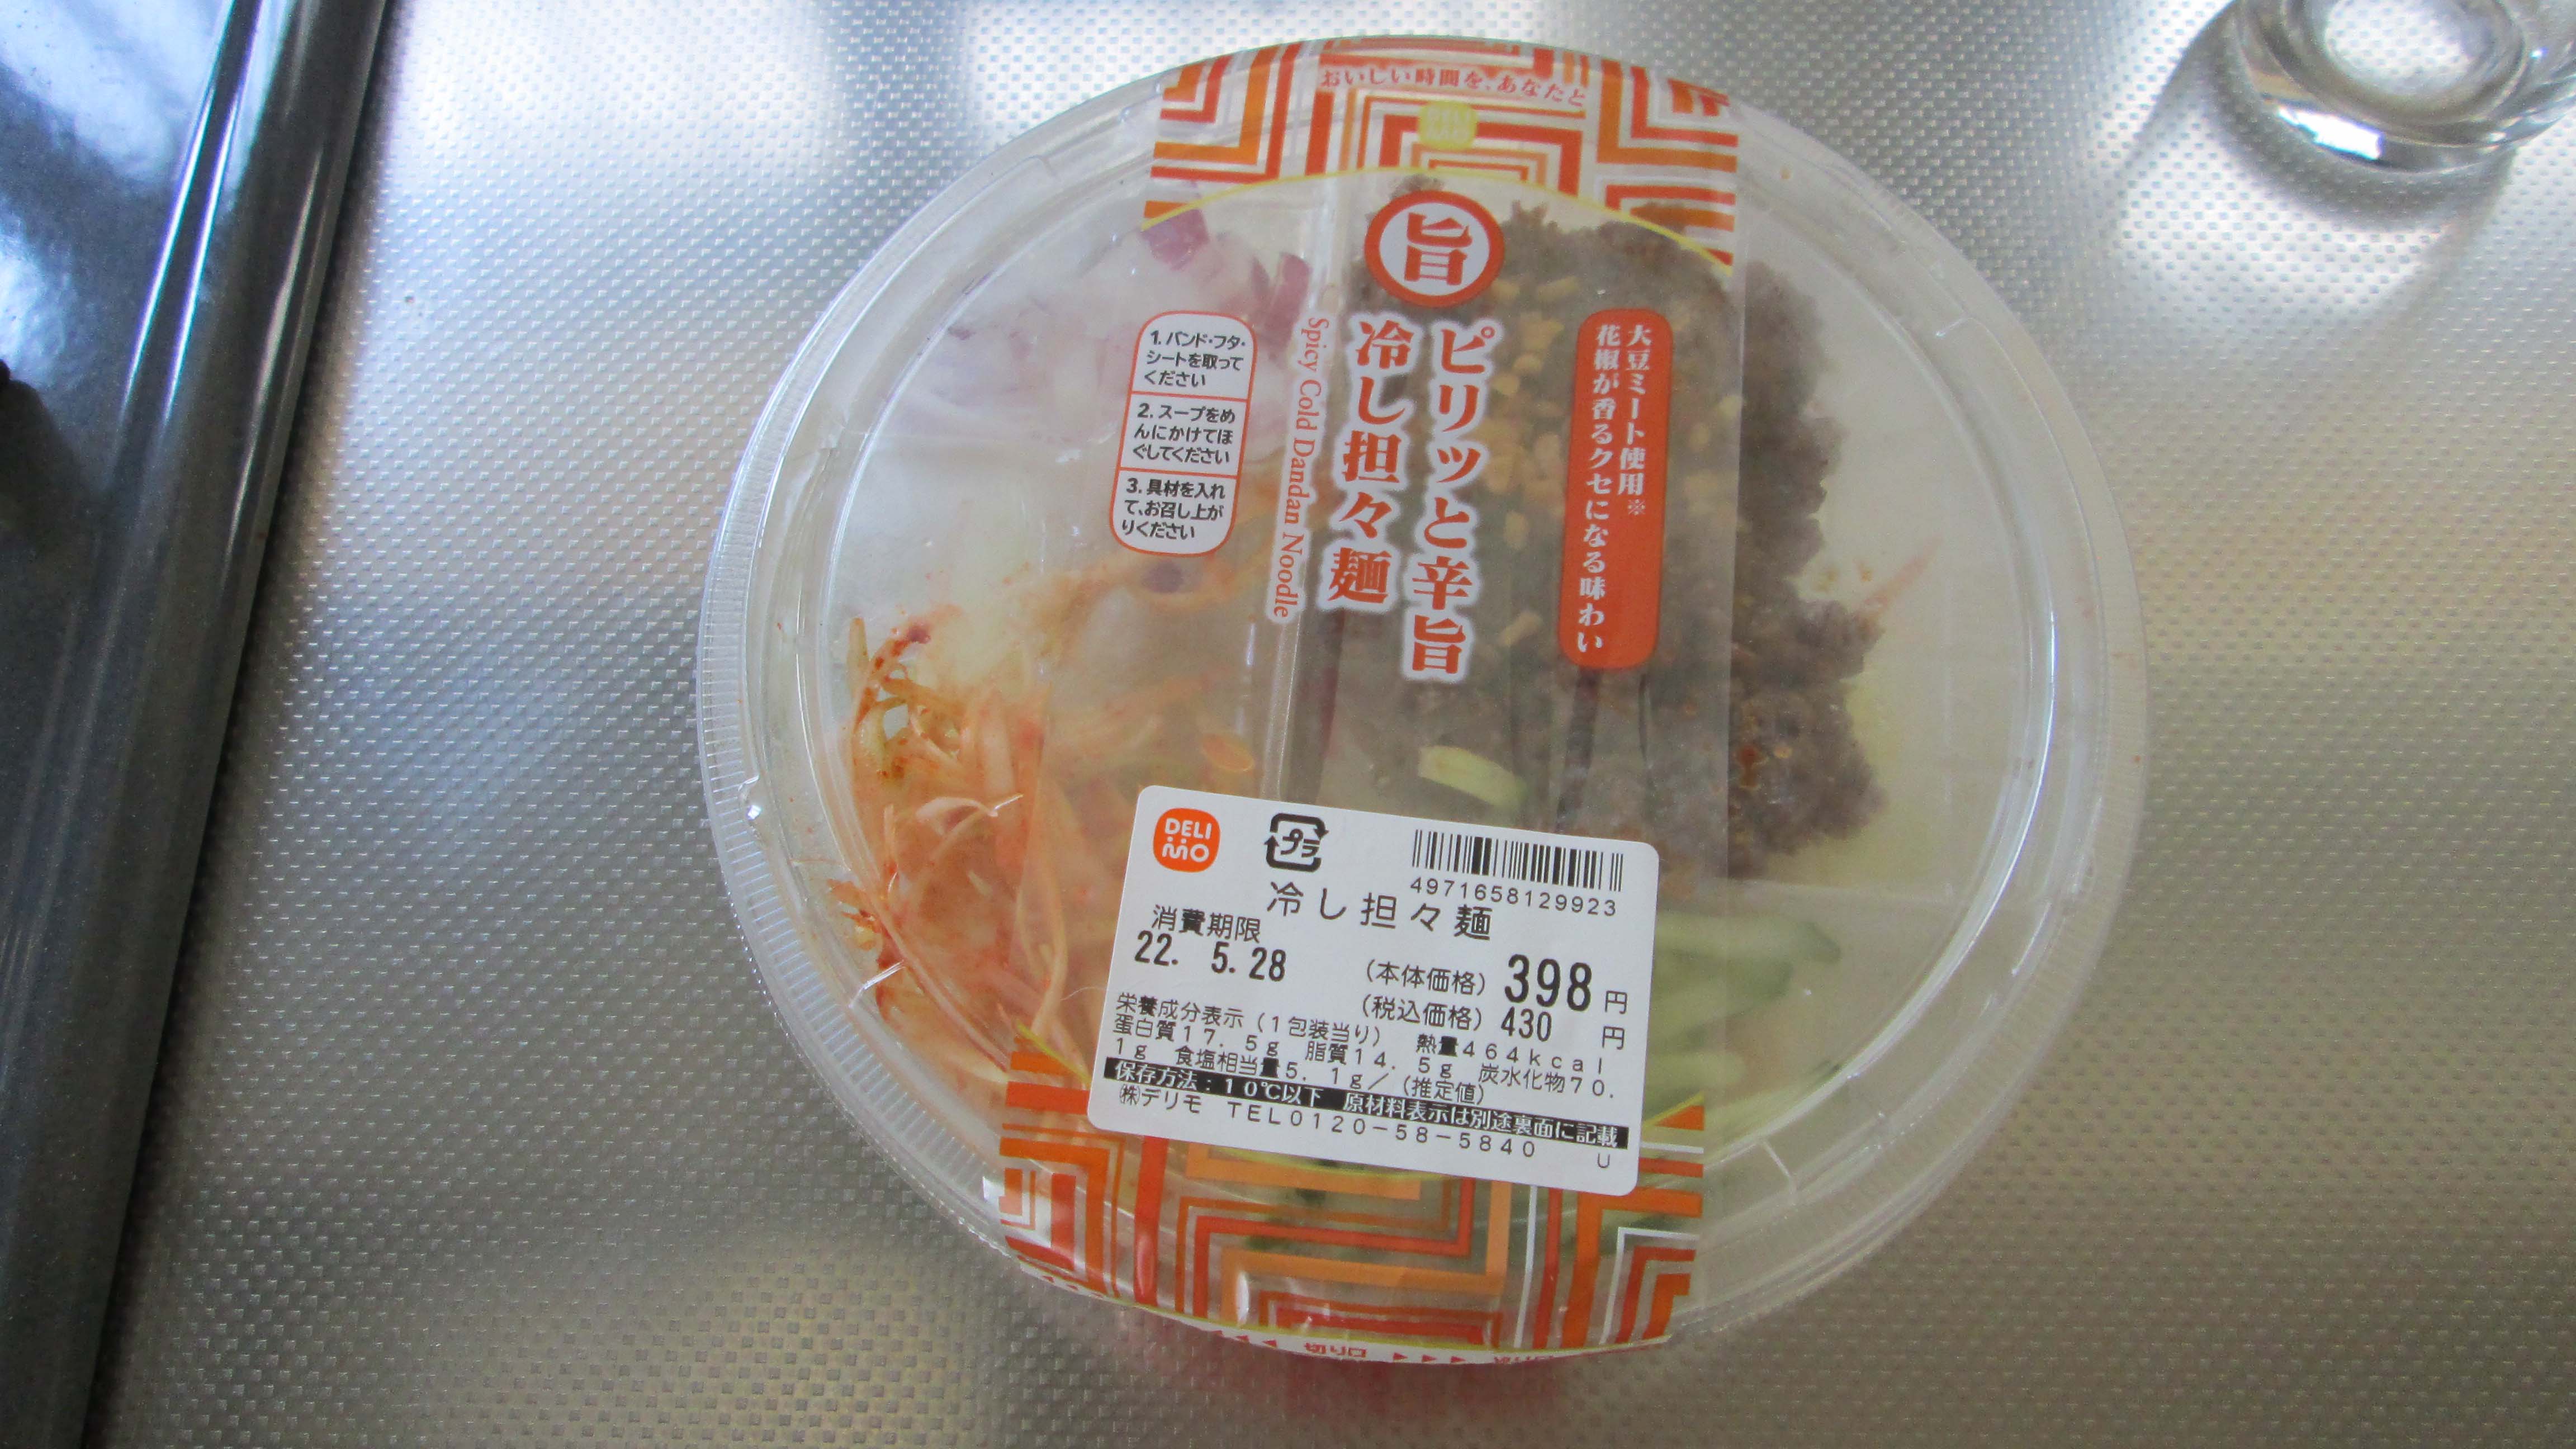 おいしい時間を、あなたと
旨
大豆ミート使用※
花椒が香るクセになる味わい
ピリッと辛旨
冷し担々麺
Spicy Cold Dandan Noodle
1. バンド・フタ・
シートを取って
ください
2. スープをめ
んにかけてほ
ぐしてください
3. 具材を入れ
て、お召し上が
りください
DELI
mo
プラ
4971658129923
冷し担々麺
消費期限
22. 5. 28
(本体価格) 398 円
(税込価格) 430 円
栄養成分表示(1包装当り) 熱量464kcal
蛋白質17.5g 脂質14.5g 炭水化物70.
1g 食塩相当量5.1g/(推定値)
保存方法:10℃以下 原材料表示は別途裏面に記載
㈱デリモ TEL0120-58-5840 U
切り口